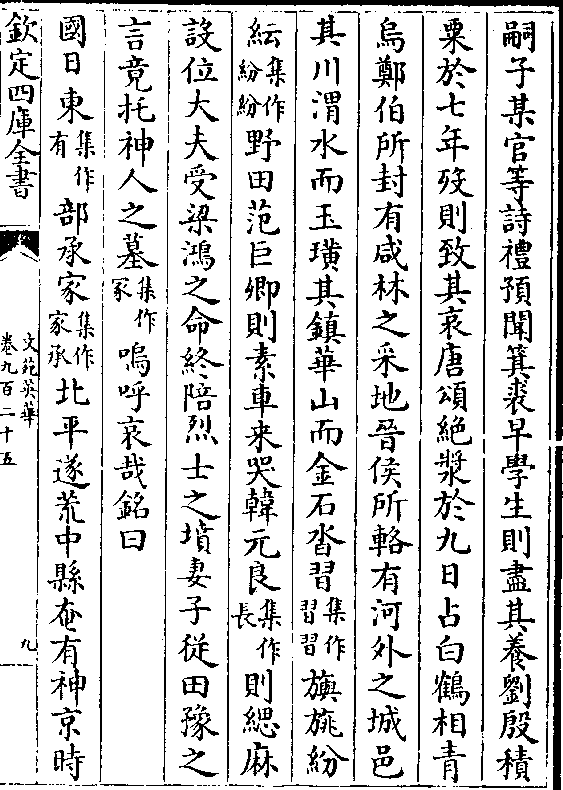 嗣子某官等詩禮預聞箕裘早學生則盡其養劉殷積
粟於七年歿則致其哀唐頌絶漿於九日占白鶴相青
烏鄭伯所封有咸林之采地晉侯所輅有河外之城邑
其川渭水而玉璜其鎮華山而金石沓習集作習習旟旐紛
紜集作紛紛野田范巨卿則素車来哭韓元良集作長則緦麻
設位大夫受梁鴻之命終陪烈士之墳妻子従田豫之
言竟托神人之墓集作冢嗚呼哀哉銘曰
國日東集作有部承家集作家承北平遂荒中縣奄有神京時
欽定四庫全書
文苑英華
卷九百二十五
九